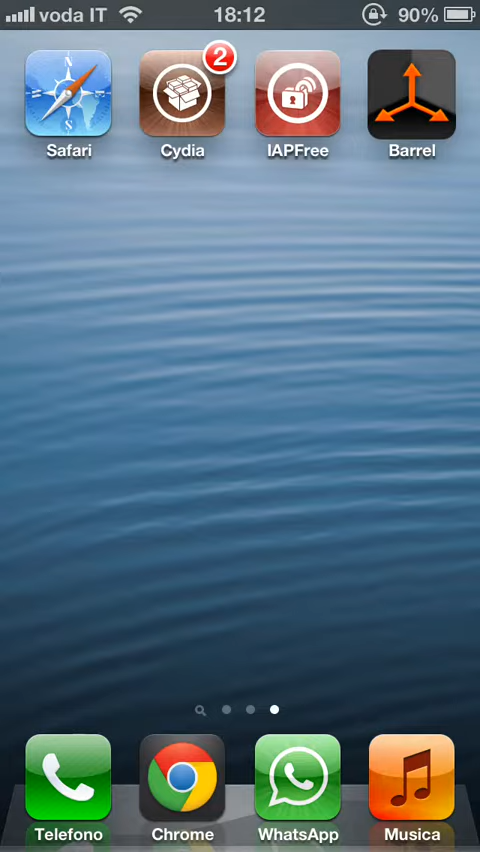 voda IT 18:12 90%
2
Safari Cydia IAPFree Barrel
Telefono Chrome WhatsApp Musica